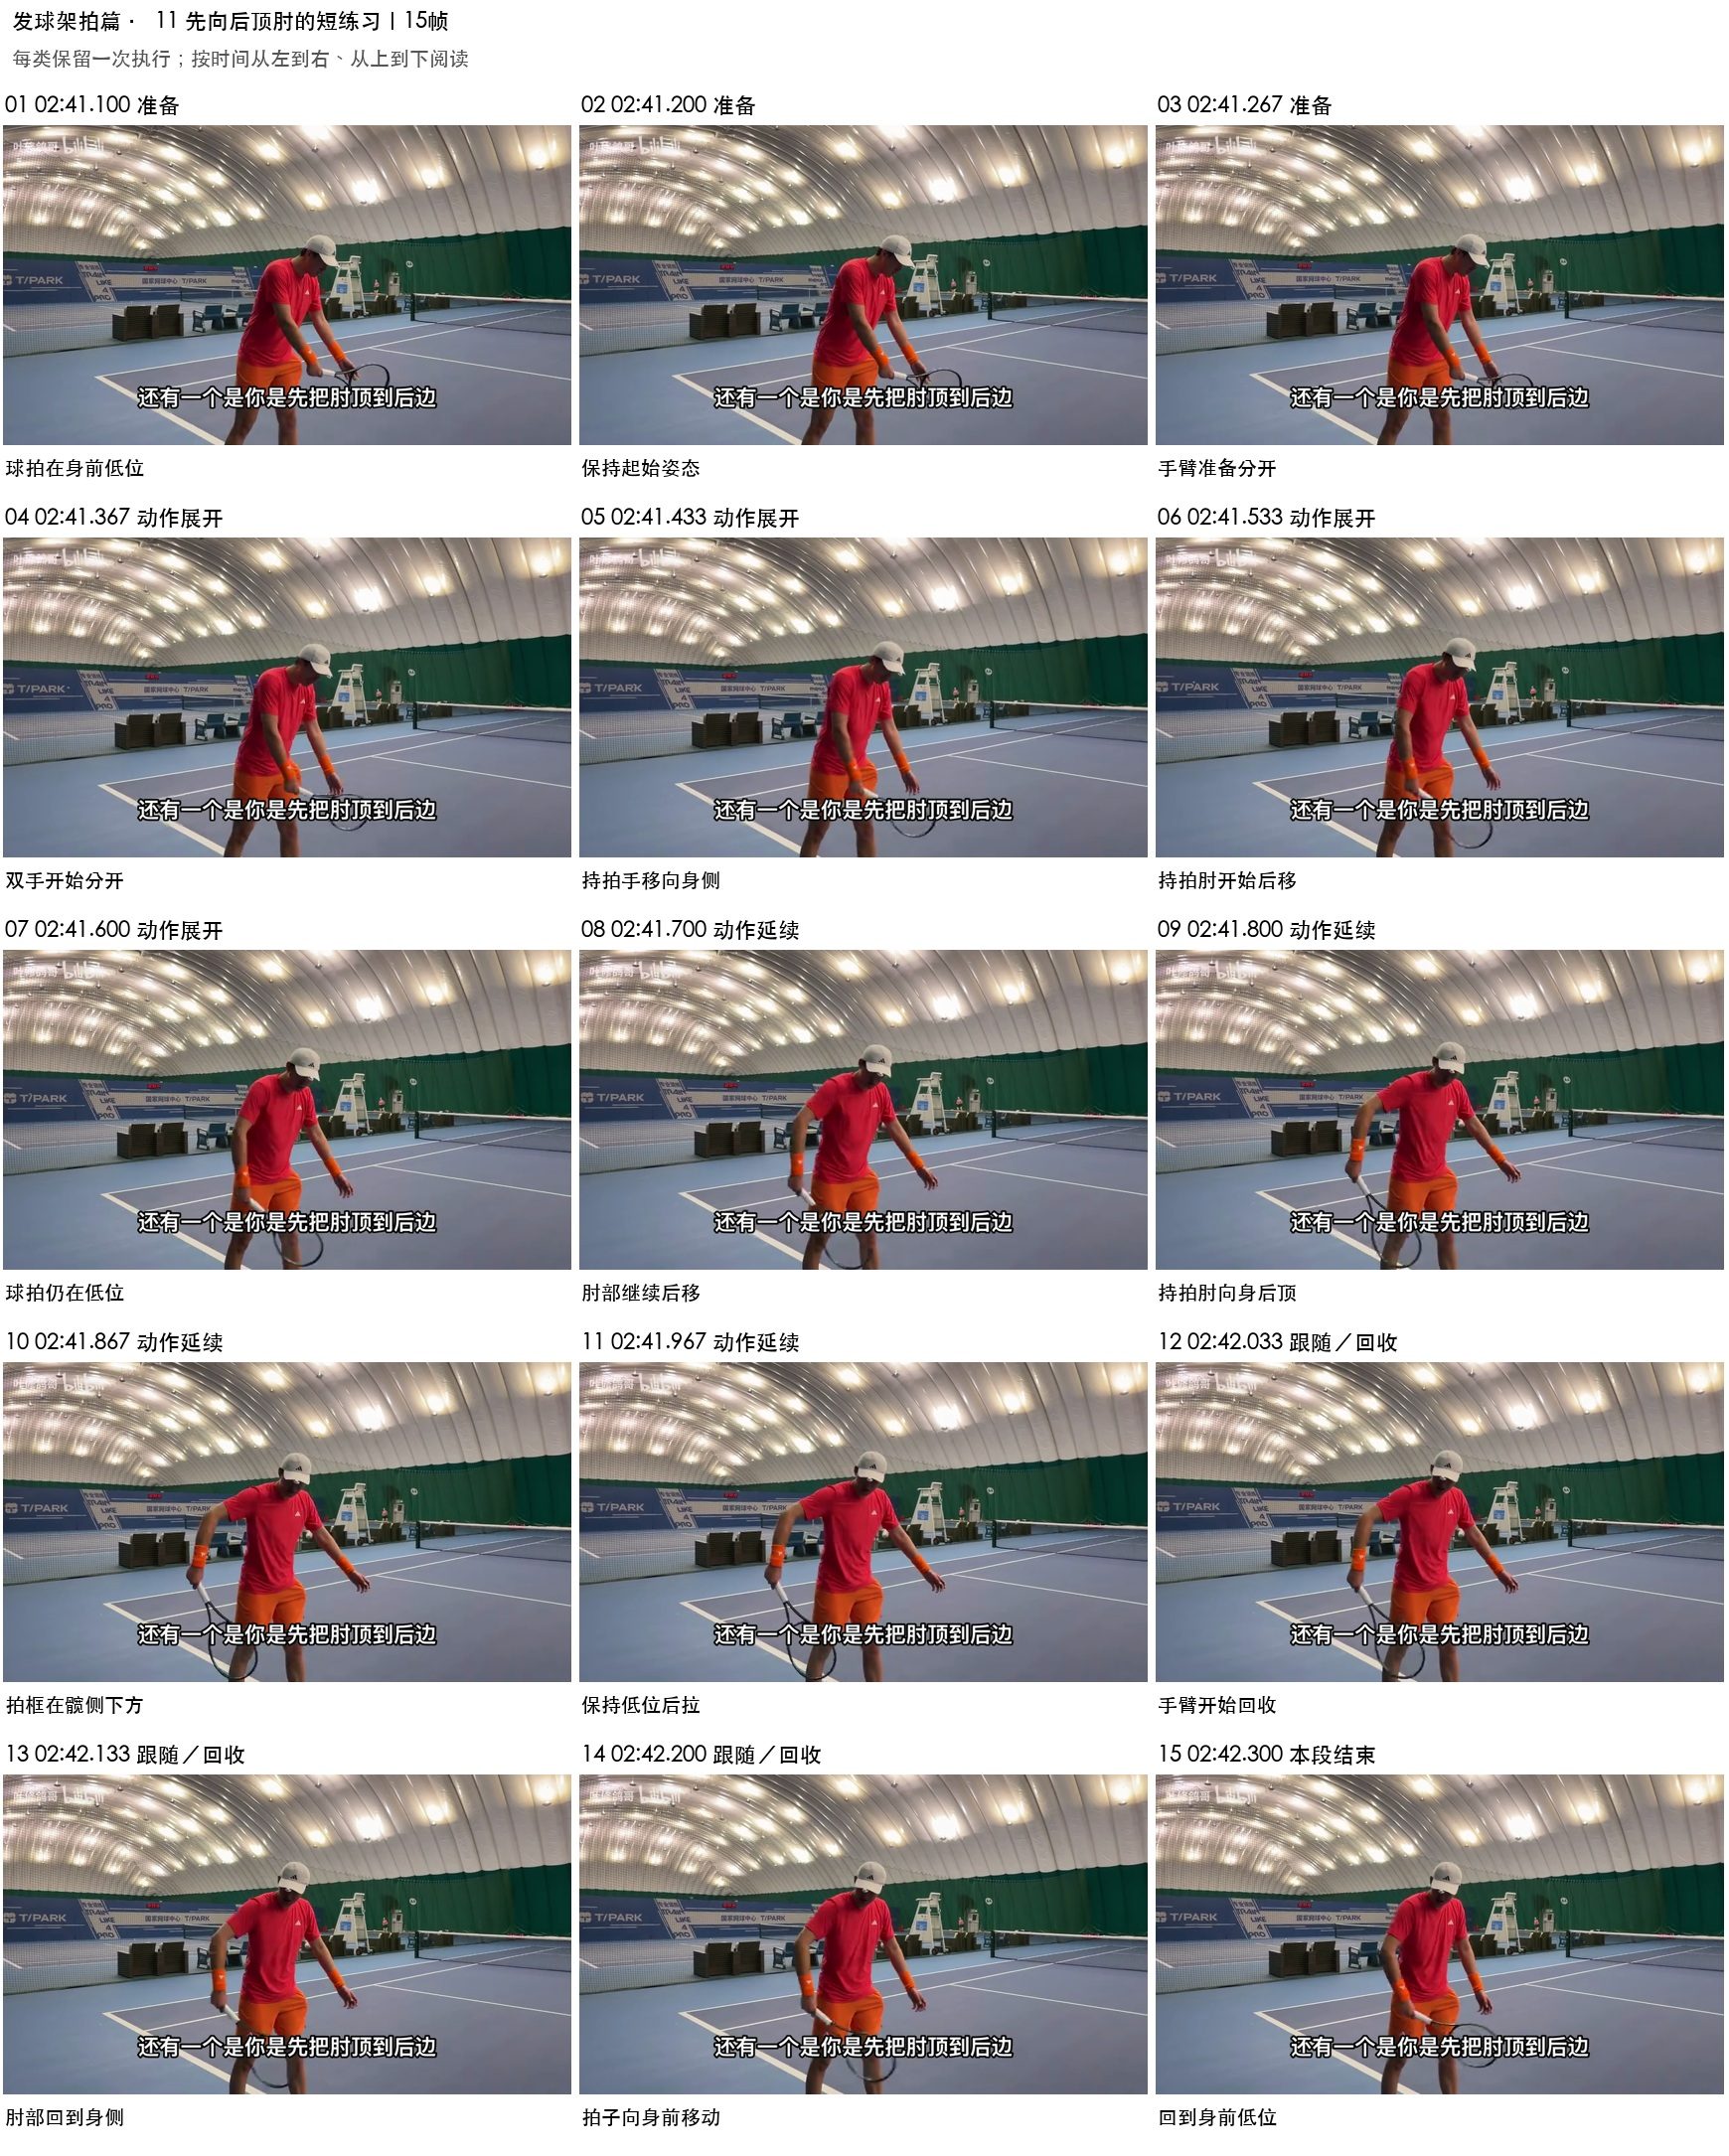 发球架拍篇· 11 先向后顶肘的短练习 | 15帧
每类保留一次执行；按时间从左到右、从上到下阅读
01 02:41.100 准备
02 02:41.200 准备
03 02:41.267 准备
还有一个是你是先把肘顶到后边
还有一个是你是先把肘顶到后边
还有一个是你是先把肘顶到后边
球拍在身前低位
保持起始姿态
手臂准备分开
04 02:41.367 动作展开
05 02:41.433 动作展开
06 02:41.533 动作展开
还有一个是你是先把肘顶到后边
还有一个是你是先把肘顶到后边
还有一个是你是先把肘顶到后边
双手开始分开
持拍手移向身侧
持拍肘开始后移
07 02:41.600 动作展开
08 02:41.700 动作延续
09 02:41.800 动作延续
还有一个是你是先把肘顶到后边
还有一个是你是先把肘顶到后边
还有一个是你是先把肘顶到后边
球拍仍在低位
肘部继续后移
持拍肘向身后顶
10 02:41.867 动作延续
11 02:41.967 动作延续
12 02:42.033 跟随／回收
还有一个是你是先把肘顶到后边
还有一个是你是先把肘顶到后边
还有一个是你是先把肘顶到后边
拍框在髋侧下方
保持低位后拉
手臂开始回收
13 02:42.133 跟随／回收
14 02:42.200 跟随／回收
15 02:42.300 本段结束
还有一个是你是先把肘顶到后边
还有一个是你是先把肘顶到后边
还有一个是你是先把肘顶到后边
肘部回到身侧
拍子向身前移动
回到身前低位